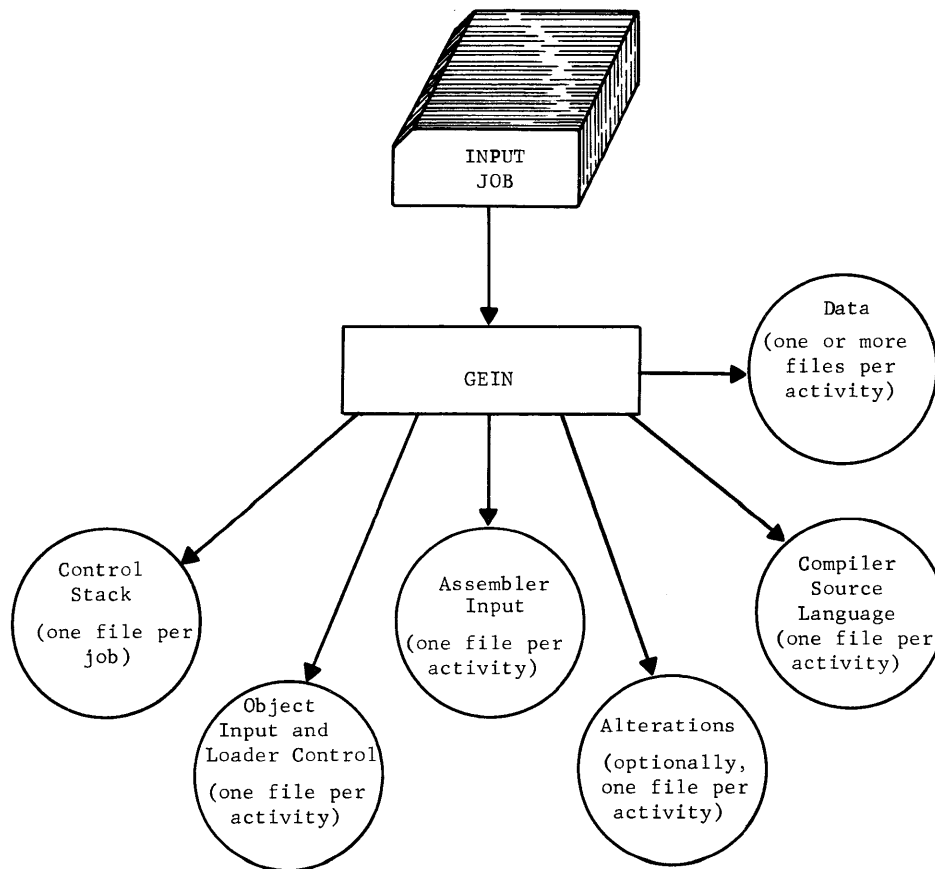 INPUT
JOB
GEIN
Data
(one or more
files per
activity)
Control
Stack
(one file per
job)
Object
Input and
Loader Control
(one file per
activity)
Assembler
Input
(one file per
activity)
Alterations
(optionally,
one file per
activity)
Compiler
Source
Language
(one file per
activity)